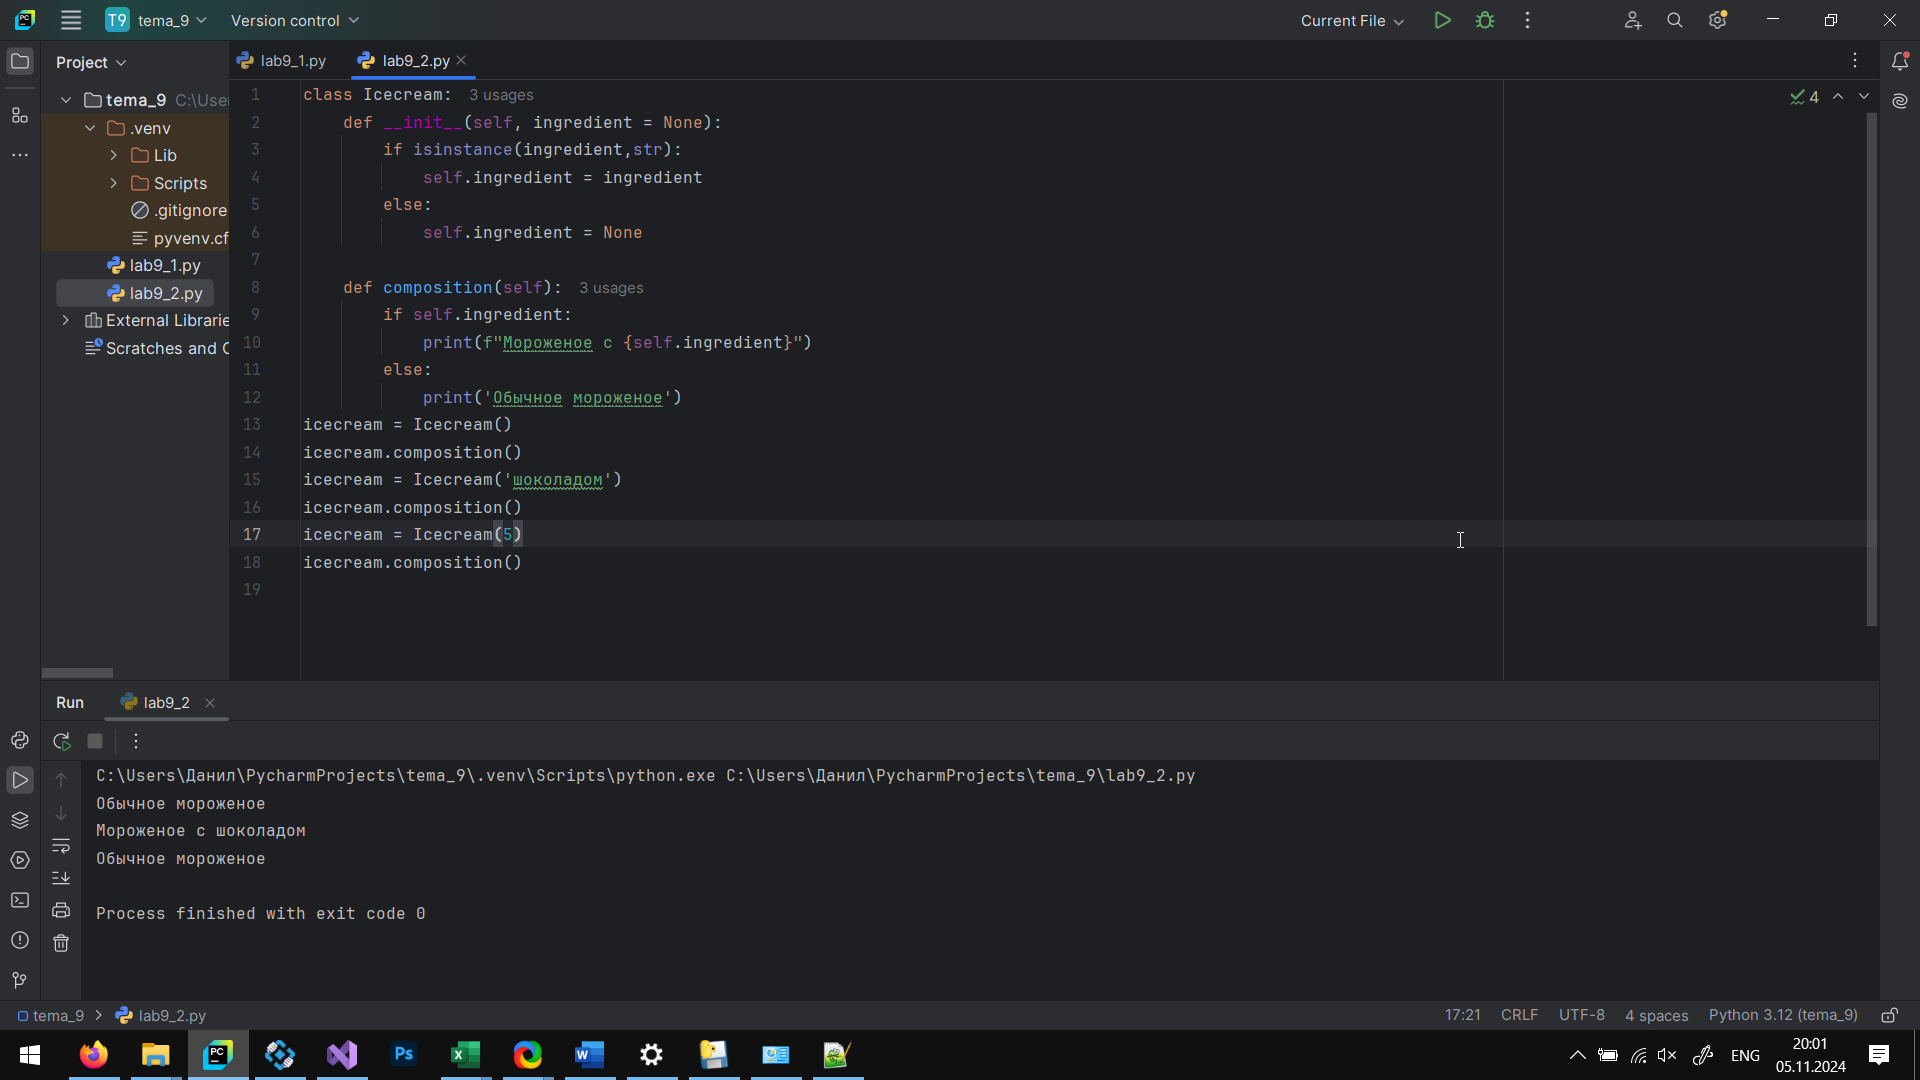 T9 tema_9 Version control Current File
Project
lab9_1.py lab9_2.py
tema_9 C:\Use
.venv
Lib
Scripts
.gitignore
pyvenv.cf
lab9_1.py
lab9_2.py
External Librarie
Scratches and C
1 class Icecream: 3 usages
2     def __init__(self, ingredient = None):
3         if isinstance(ingredient,str):
4             self.ingredient = ingredient
5         else:
6             self.ingredient = None
7
8     def composition(self): 3 usages
9         if self.ingredient:
10             print(f"Мороженое с {self.ingredient}")
11         else:
12             print('Обычное мороженое')
13 icecream = Icecream()
14 icecream.composition()
15 icecream = Icecream('шоколадом')
16 icecream.composition()
17 icecream = Icecream(5)
18 icecream.composition()
19
4
Run lab9_2
C:\Users\Данил\PycharmProjects\tema_9\.venv\Scripts\python.exe C:\Users\Данил\PycharmProjects\tema_9\lab9_2.py
Обычное мороженое
Мороженое с шоколадом
Обычное мороженое
Process finished with exit code 0
tema_9 > lab9_2.py 17:21 CRLF UTF-8 4 spaces Python 3.12 (tema_9)
ENG 20:01
05.11.2024